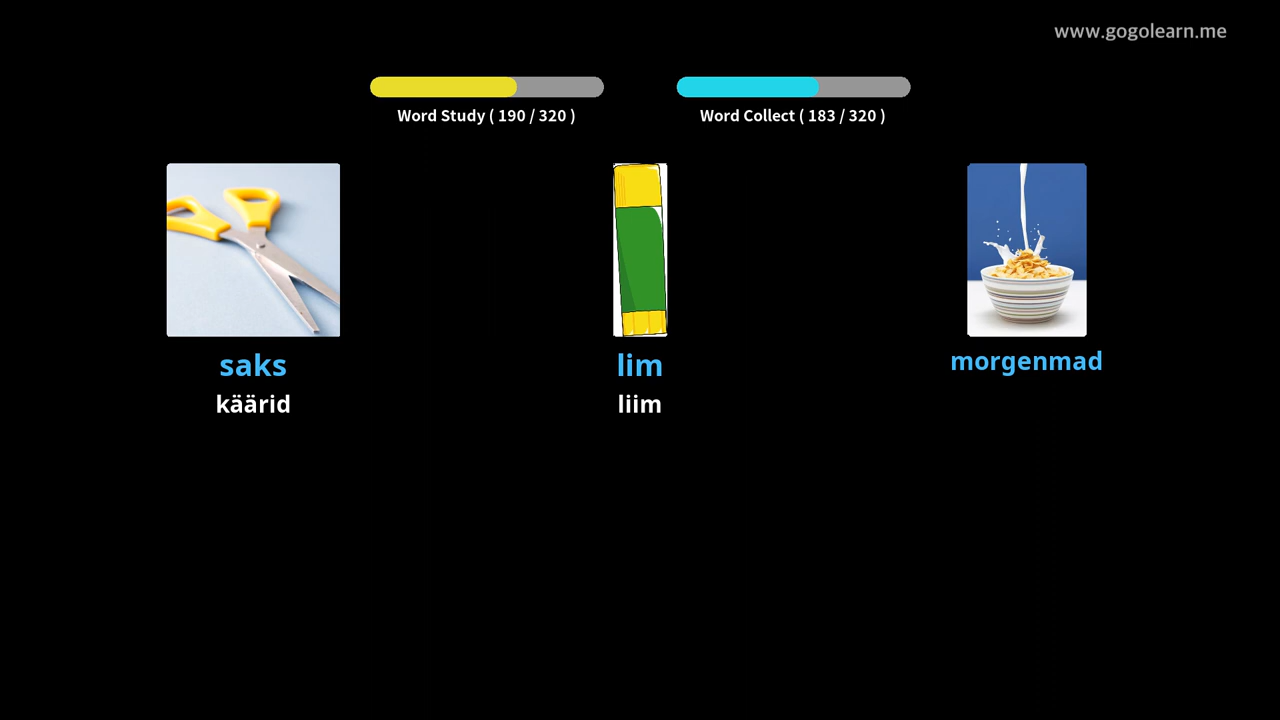 www.gogolearn.me
Word Study ( 190 / 320 )
Word Collect ( 183 / 320 )
saks
käärid
lim
liim
morgenmad